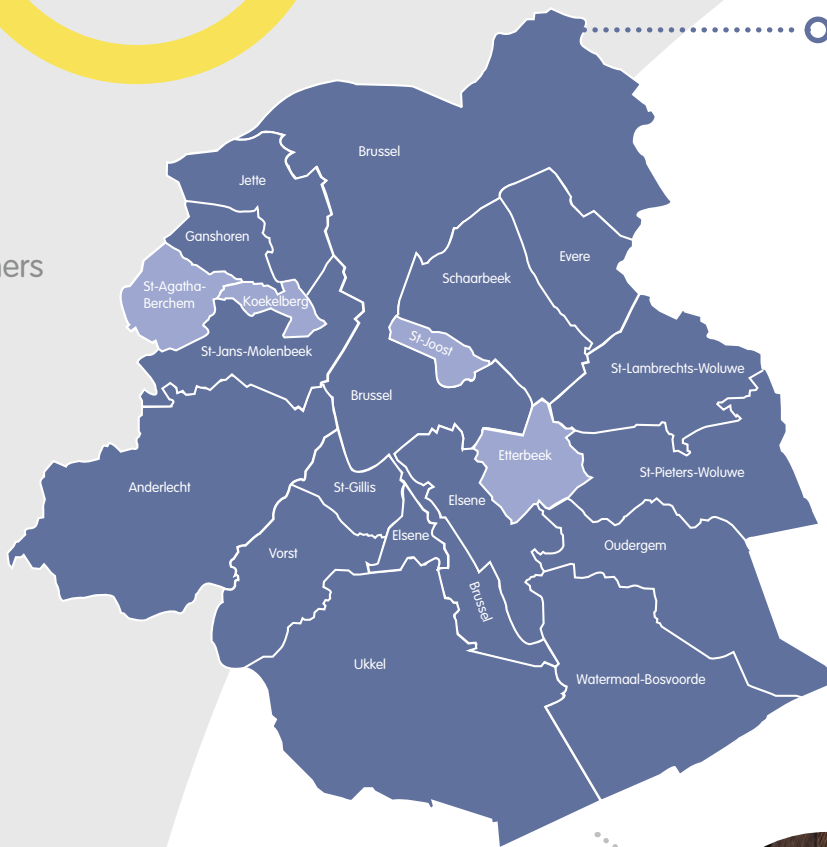 Brussel
Jette
Ganshoren
ners
Evere
Schaarbeek
St-Agatha-
Berchem
Koekelberg
St-Joost
St-Jans-Molenbeek
St-Lambrechts-Woluwe
Brussel
Etterbeek
St-Pieters-Woluwe
Anderlecht
St-Gillis
Elsene
Elsene
Oudergem
Vorst
Brussel
Ukkel
Watermaal-Bosvoorde